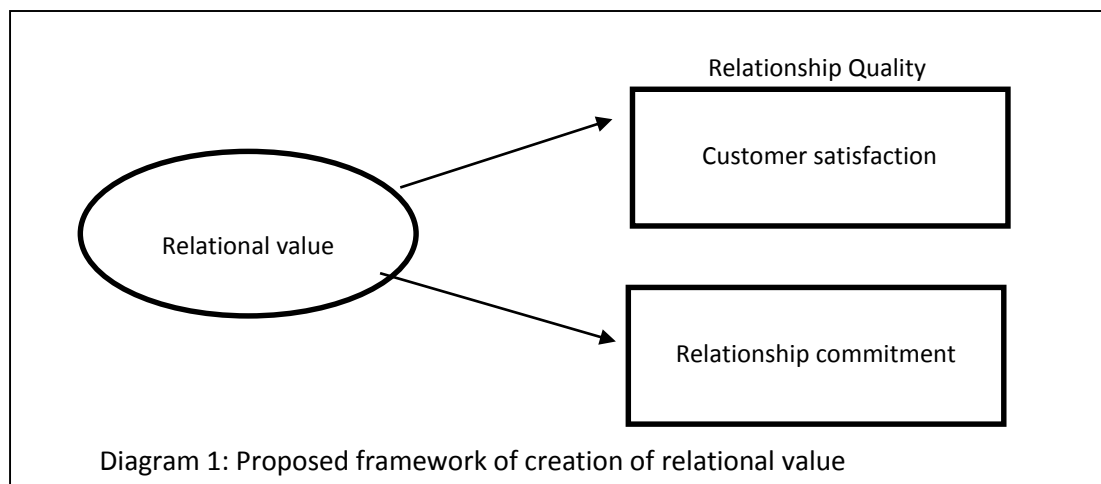 Relationship Quality
Customer satisfaction
Relational value
Relationship commitment
Diagram 1: Proposed framework of creation of relational value